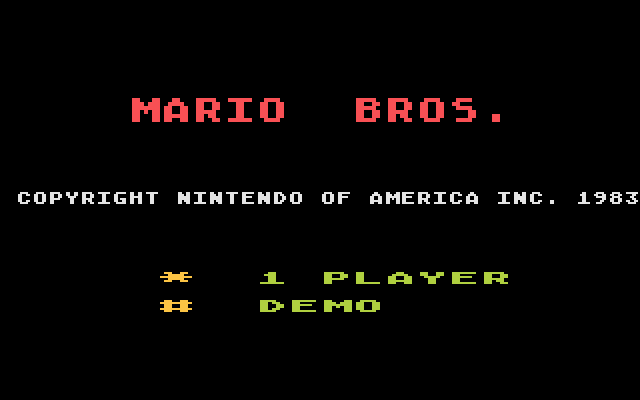 MARIO BROS.
COPYRIGHT NINTENDO OF AMERICA INC. 1983
* 1 PLAYER
# DEMO